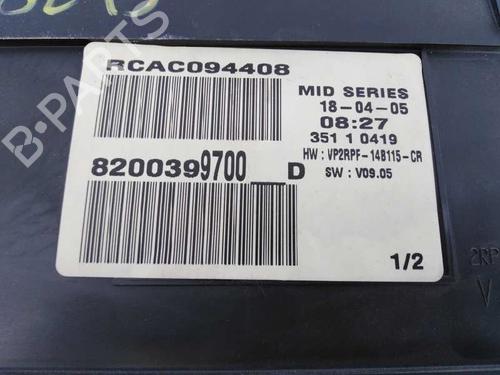 RCAC094408
MID SERIES
18-04-05
08:27
351 1 0419
HW : VP2RPF-14B115-CR
SW : V09.05
8200399700__D
1/2
2RP
V
B-PARTS